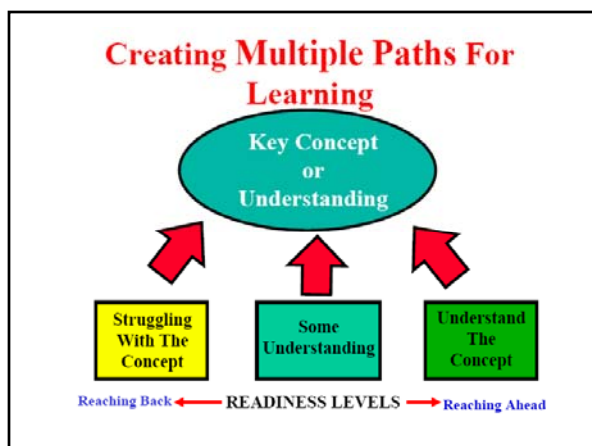 Creating Multiple Paths For
Learning
Key Concept
or
Understanding
Struggling
With The
Concept
Some
Understanding
Understand
The
Concept
Reaching Back
READINESS LEVELS
Reaching Ahead